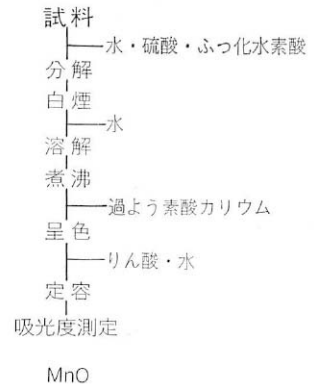 試料
水・硫酸・ふっ化水素酸
分解
白煙
水
溶解
煮沸
過よう素酸カリウム
呈色
りん酸・水
定容
吸光度測定
MnO